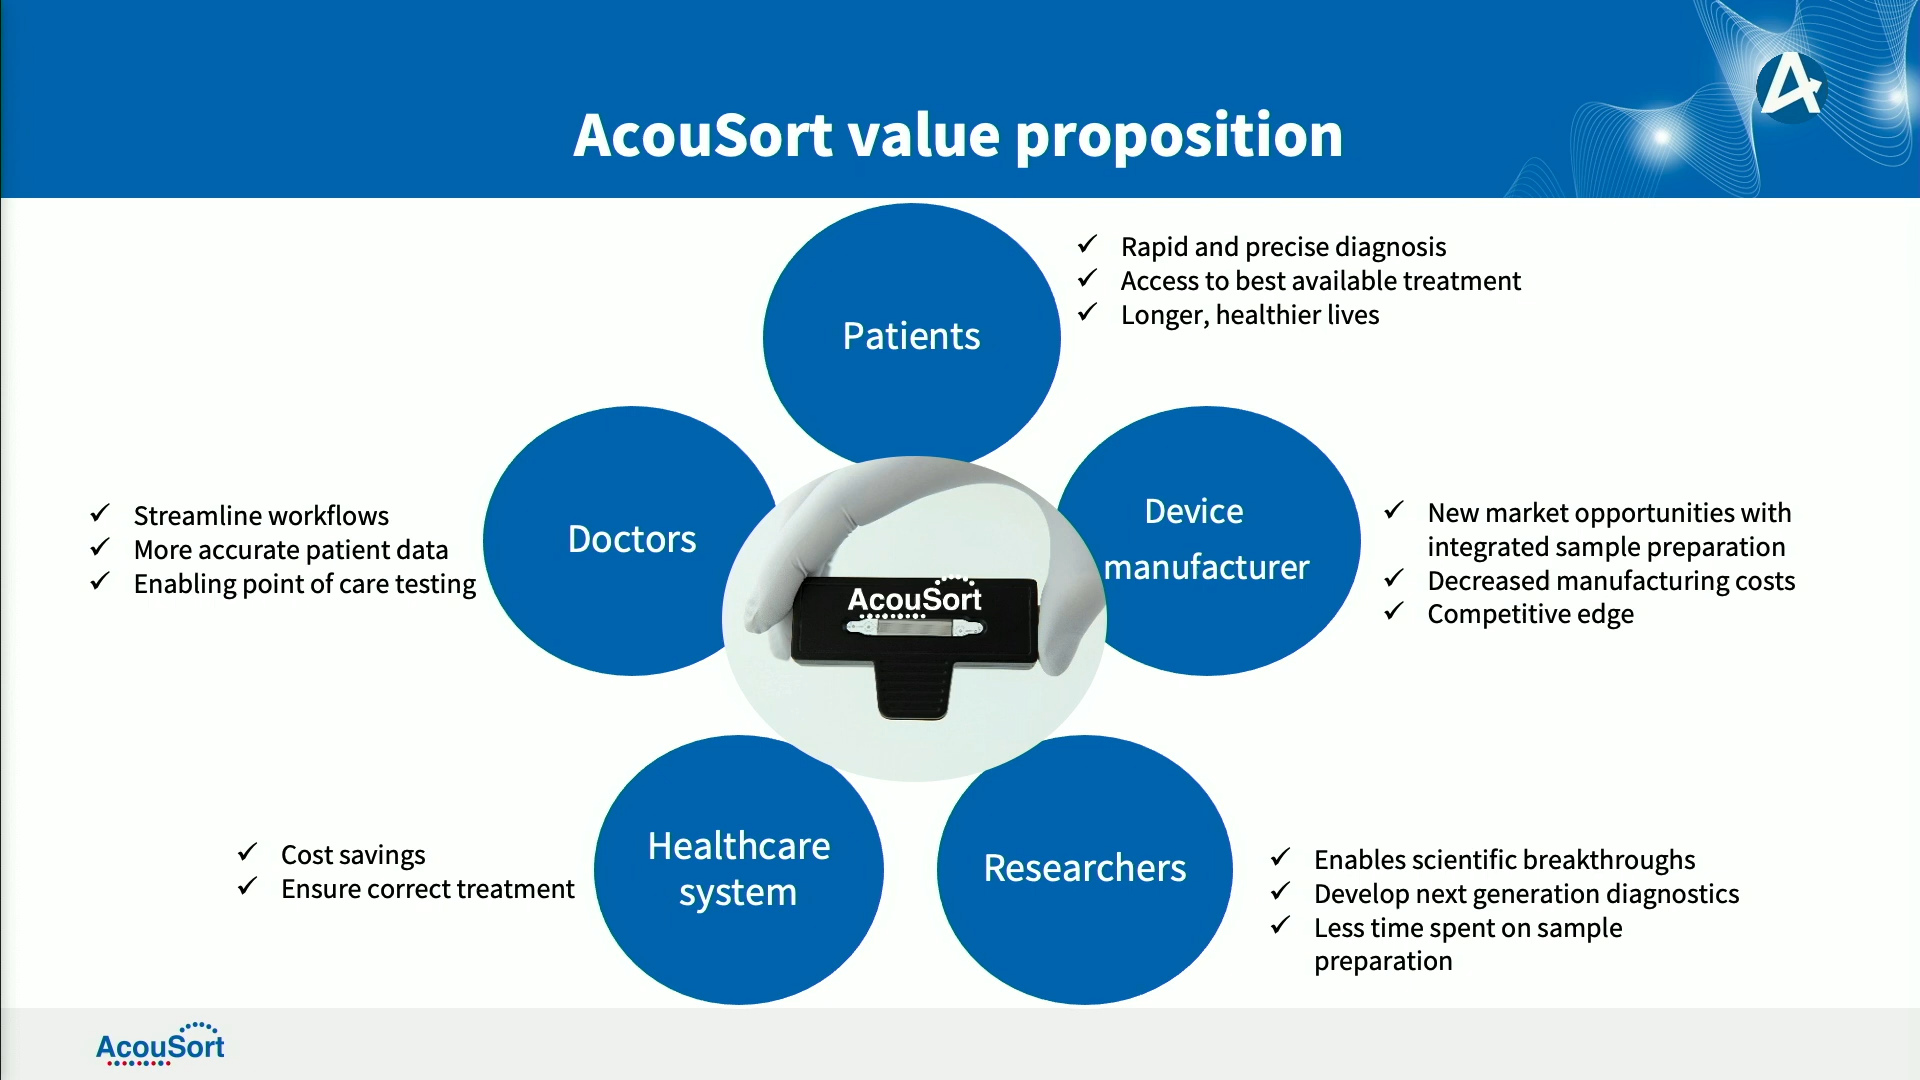 AcouSort value proposition
Patients
Rapid and precise diagnosis
Access to best available treatment
Longer, healthier lives
Doctors
Streamline workflows
More accurate patient data
Enabling point of care testing
Device
manufacturer
New market opportunities with
integrated sample preparation
Decreased manufacturing costs
Competitive edge
AcouSort
Healthcare
system
Cost savings
Ensure correct treatment
Researchers
Enables scientific breakthroughs
Develop next generation diagnostics
Less time spent on sample
preparation
AcouSort